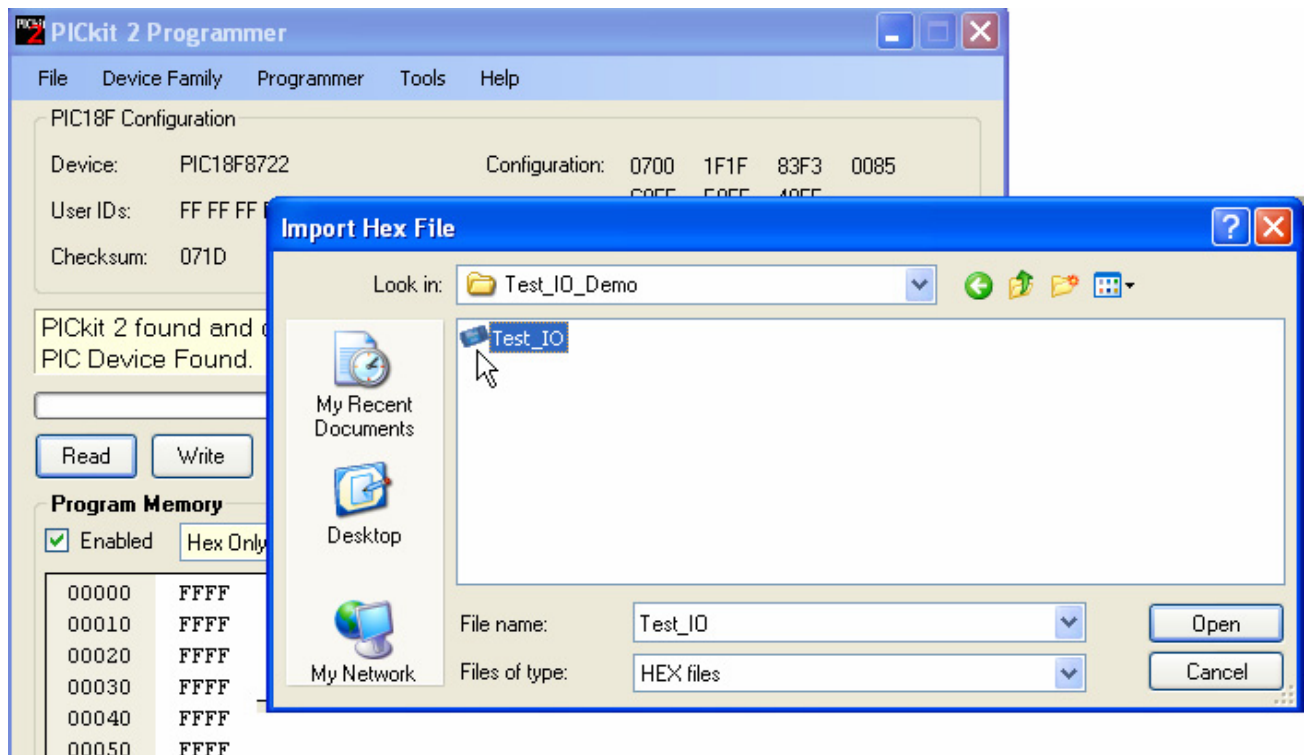 PICkit 2 Programmer
File Device Family Programmer Tools Help
PIC18F Configuration
Device: PIC18F8722 Configuration: 0700 1F1F 83F3 0085
User IDs: FF FF FF
Checksum: 071D
PICkit 2 found and
PIC Device Found.
Read Write
Program Memory
Enabled Hex Only
00000 FFFF
00010 FFFF
00020 FFFF
00030 FFFF
00040 FFFF
00050 FFFF
Import Hex File
Look in: Test_IO_Demo
Test_IO
My Recent
Documents
Desktop
My Network
File name: Test_IO Open
Files of type: HEX files Cancel